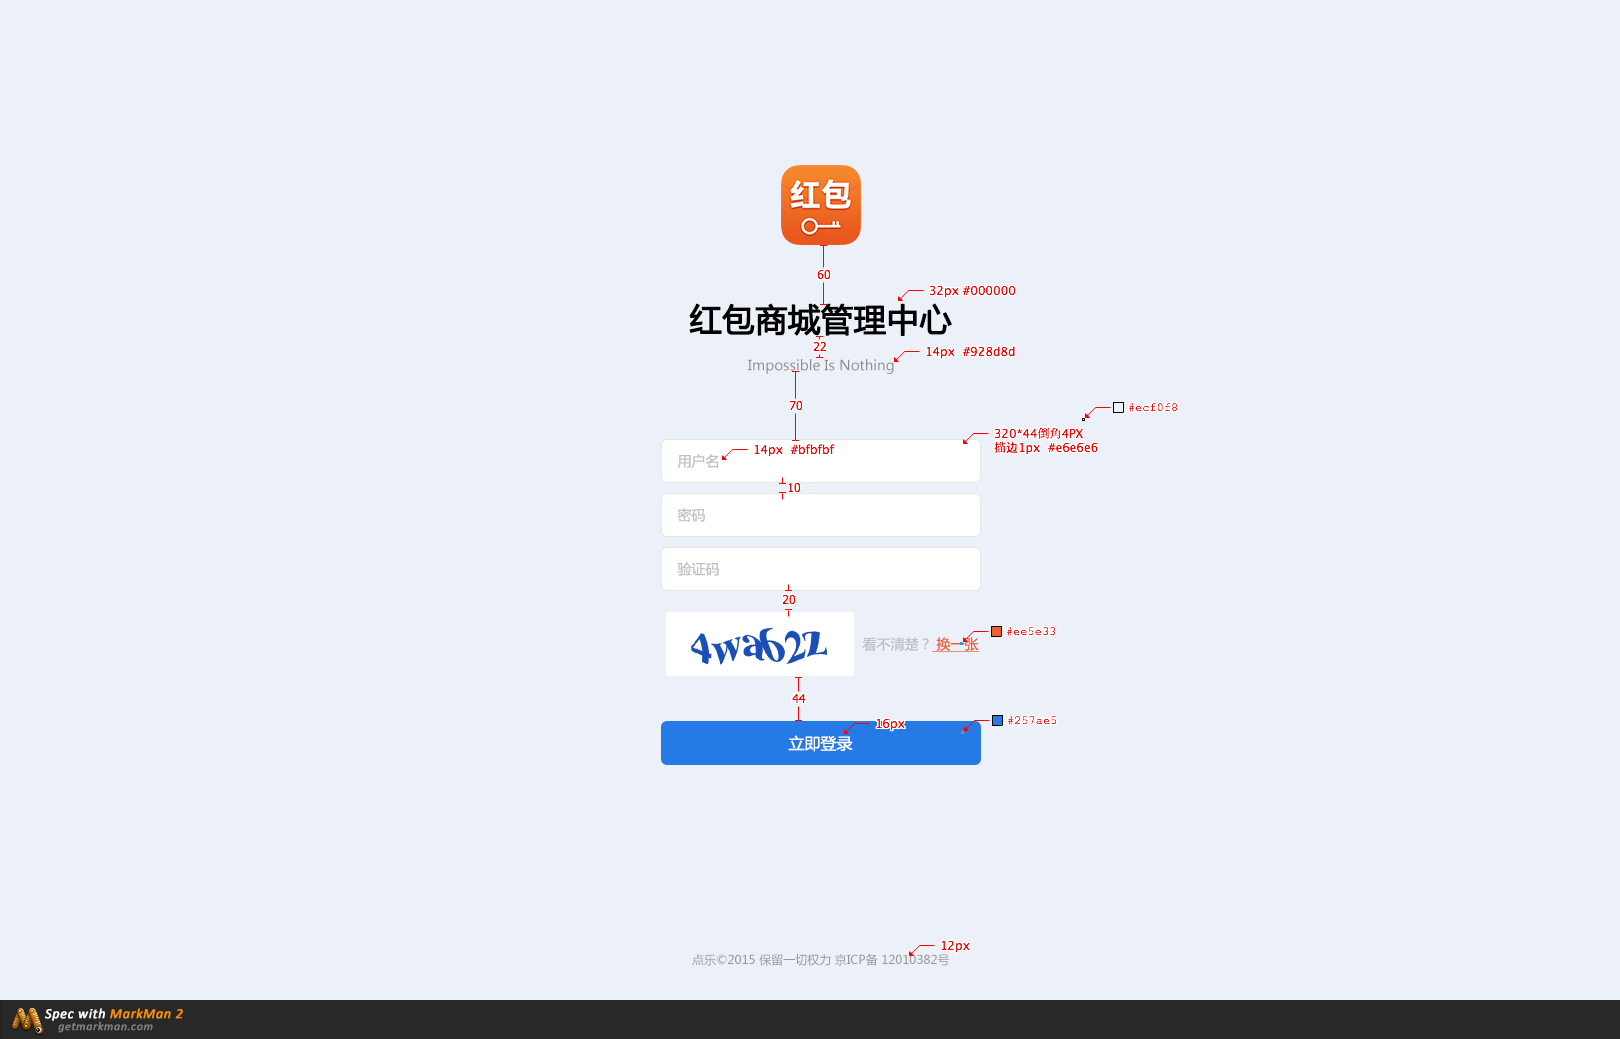 红包
60
32px #000000
红包商城管理中心
22
14px #928d8d
Impossible Is Nothing
70
#ecf0f8
320*44倒角4PX
描边1px #e6e6e6
14px #bfbfbf
用户名
10
密码
验证码
20
4wa62z
看不清楚？换一张
#ee5e33
44
16px
#257ae5
立即登录
12px
点乐©2015 保留一切权力 京ICP备 12010382号
Spec with MarkMan 2
getmarkman.com